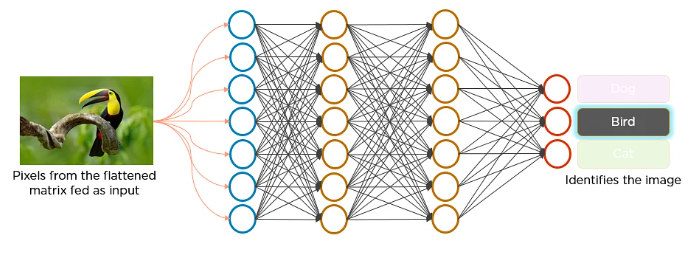 Dog
Bird
Cat
Pixels from the flattened
matrix fed as input
Identifies the image